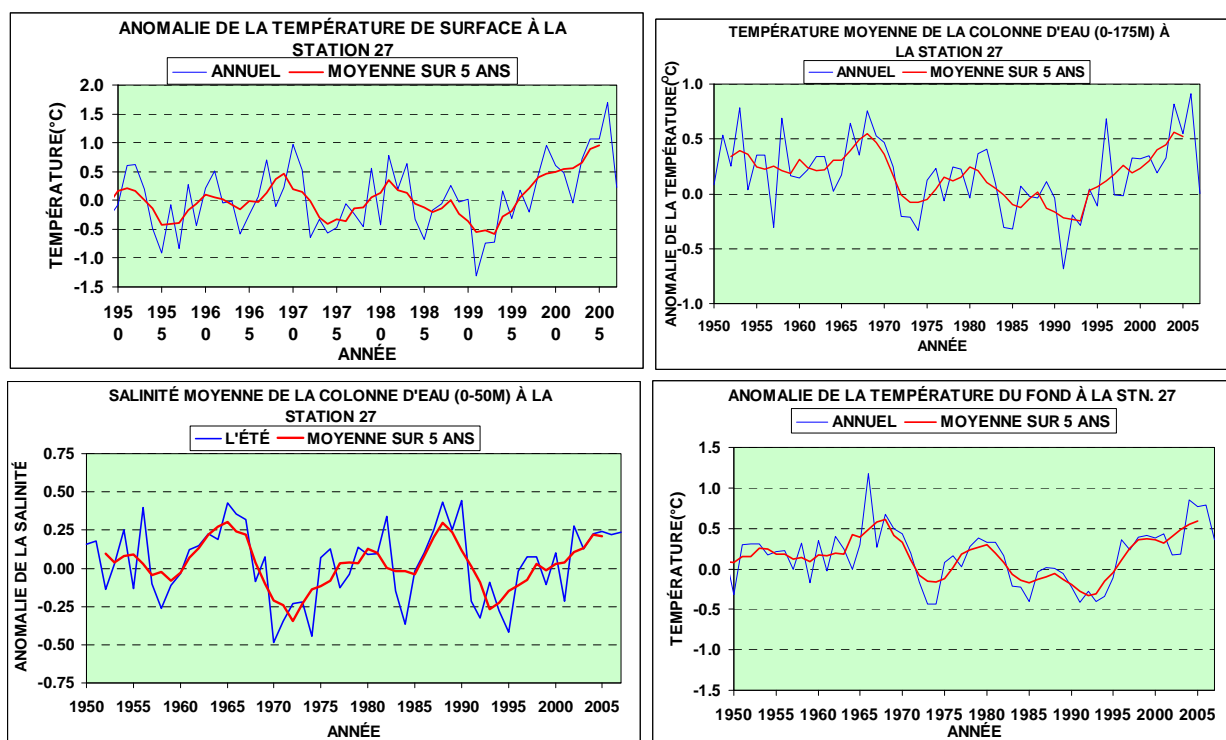 ANOMALIE DE LA TEMPÉRATURE DE SURFACE À LA
STATION 27
ANNUEL MOYENNE SUR 5 ANS
TEMPÉRATURE(°C)
2.0
1.5
1.0
0.5
0.0
-0.5
-1.0
-1.5
195 195 196 196 197 197 198 198 199 199 200 200
0 5 0 5 0 5 0 5 0 5 0 5
ANNÉE
TEMPÉRATURE MOYENNE DE LA COLONNE D'EAU (0-175M) À
LA STATION 27
ANNUEL MOYENNE SUR 5 ANS
ANOMALIE DE LA TEMPÉRATURE(°C)
1.0
0.5
0.0
-0.5
-1.0
1950 1955 1960 1965 1970 1975 1980 1985 1990 1995 2000 2005
ANNÉE
SALINITÉ MOYENNE DE LA COLONNE D'EAU (0-50M) À LA
STATION 27
L'ÉTÉ MOYENNE SUR 5 ANS
ANOMALIE DE LA SALINITÉ
0.75
0.50
0.25
0.00
-0.25
-0.50
-0.75
1950 1955 1960 1965 1970 1975 1980 1985 1990 1995 2000 2005
ANNÉE
ANOMALIE DE LA TEMPÉRATURE DU FOND À LA STN. 27
ANNUEL MOYENNE SUR 5 ANS
TEMPÉRATURE(°C)
1.5
1.0
0.5
0.0
-0.5
-1.0
-1.5
1950 1955 1960 1965 1970 1975 1980 1985 1990 1995 2000 2005
ANNÉE